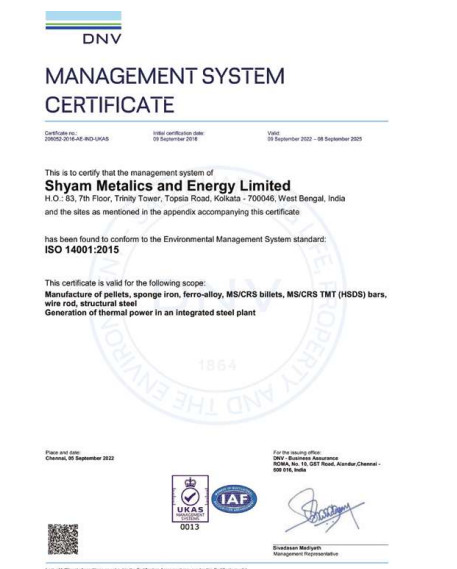 DNV
MANAGEMENT SYSTEM
CERTIFICATE
Certificate no.:
206052-2016-AE-IND-UKAS
Initial certification date:
09 September 2016
Valid:
09 September 2022 – 08 September 2025
This is to certify that the management system of
Shyam Metalics and Energy Limited
H.O.: 83, 7th Floor, Trinity Tower, Topsia Road, Kolkata - 700046, West Bengal, India
and the sites as mentioned in the appendix accompanying this certificate
has been found to conform to the Environmental Management System standard:
ISO 14001:2015
This certificate is valid for the following scope:
Manufacture of pellets, sponge iron, ferro-alloy, MS/CRS billets, MS/CRS TMT (HSDS) bars,
wire rod, structural steel
Generation of thermal power in an integrated steel plant
1864
Place and date:
Chennai, 05 September 2022
For the issuing office:
DNV - Business Assurance
ROMA, No. 10, GST Road, Alandur,Chennai -
600 016, India
UKAS
MANAGEMENT
SYSTEMS
0013
IAF
Sivadasan Madiyath
Management Representative